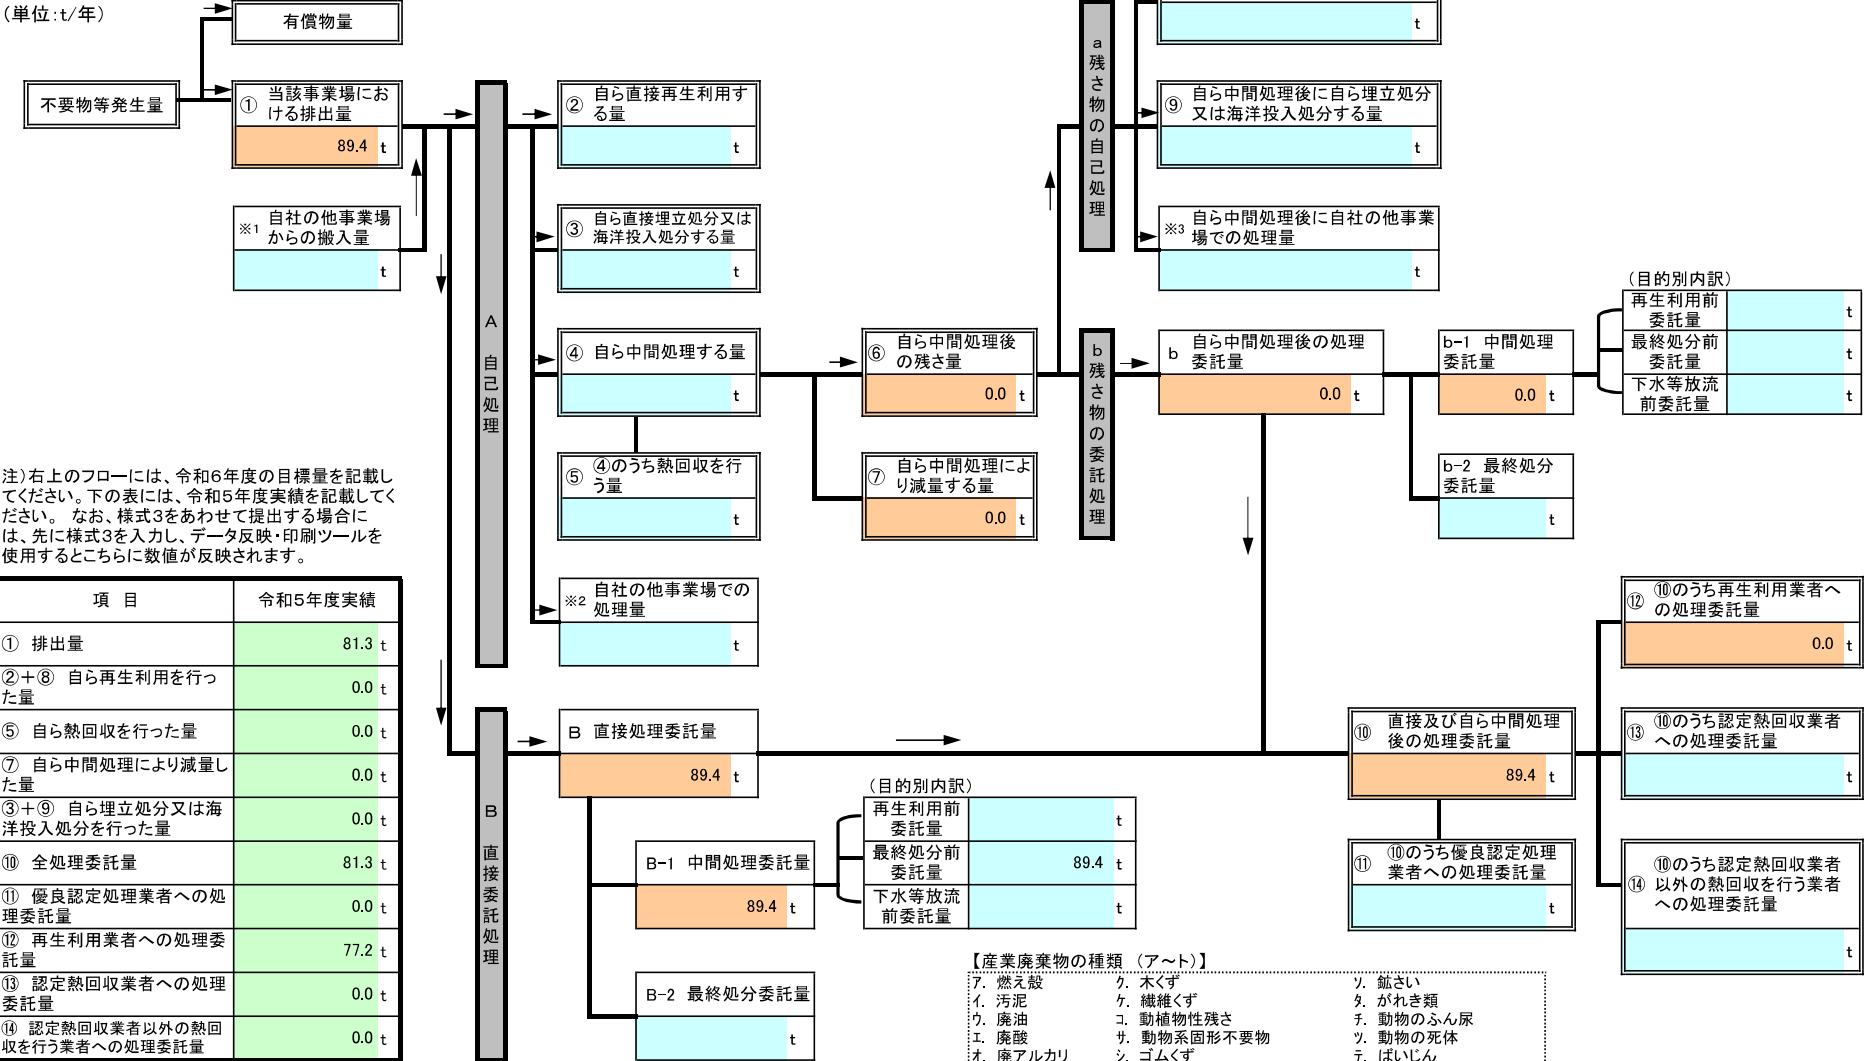 (単位:t/年)
有償物量
不要物等発生量
① 当該事業場にお
ける排出量
89.4 t
※1 自社の他事業場
からの搬入量
t
A 自己処理
② 自ら直接再生利用す
る量
t
③ 自ら直接埋立処分又は
海洋投入処分する量
t
④ 自ら中間処理する量
t
⑤ ④のうち熱回収を行
う量
t
※2 自社の他事業場での
処理量
t
⑥ 自ら中間処理後
の残さ量
0.0 t
⑦ 自ら中間処理によ
り減量する量
0.0 t
a残さ物の自己処理
t
⑨ 自ら中間処理後に自ら埋立処分
又は海洋投入処分する量
t
※3 自ら中間処理後に自社の他事業
場での処理量
t
b残さ物の委託処理
b 自ら中間処理後の処理
委託量
0.0 t
b-1 中間処理
委託量
0.0 t
(目的別内訳)
再生利用前
委託量
t
最終処分前
委託量
t
下水等放流
前委託量
t
b-2 最終処分
委託量
t
注)右上のフローには、令和6年度の目標量を記載し
てください。下の表には、令和5年度実績を記載してく
ださい。 なお、様式3をあわせて提出する場合に
は、先に様式3を入力し、データ反映・印刷ツールを
使用するとこちらに数値が反映されます。
項 目 令和5年度実績
① 排出量 81.3 t
②+⑧ 自ら再生利用を行っ
た量 0.0 t
⑤ 自ら熱回収を行った量 0.0 t
⑦ 自ら中間処理により減量し
た量 0.0 t
③+⑨ 自ら埋立処分又は海
洋投入処分を行った量 0.0 t
⑩ 全処理委託量 81.3 t
⑪ 優良認定処理業者への処
理委託量 0.0 t
⑫ 再生利用業者への処理委
託量 77.2 t
⑬ 認定熱回収業者への処理
委託量 0.0 t
⑭ 認定熱回収業者以外の熱回
収を行う業者への処理委託量 0.0 t
B 直接委託処理
B 直接処理委託量
89.4 t
B-1 中間処理委託量
89.4 t
(目的別内訳)
再生利用前
委託量
t
最終処分前
委託量
89.4 t
下水等放流
前委託量
t
B-2 最終処分委託量
t
⑩ 直接及び自ら中間処理
後の処理委託量
89.4 t
⑪ ⑩のうち優良認定処理
業者への処理委託量
t
⑫ ⑩のうち再生利用業者へ
の処理委託量
0.0 t
⑬ ⑩のうち認定熱回収業者
への処理委託量
t
⑭ ⑩のうち認定熱回収業者
以外の熱回収を行う業者
への処理委託量
t
【産業廃棄物の種類 (ア~ト)】
ア. 燃え殻 ク. 木くず ソ. 鉱さい
イ. 汚泥 ケ. 繊維くず タ. がれき類
ウ. 廃油 コ. 動植物性残さ チ. 動物のふん尿
エ. 廃酸 サ. 動物系固形不要物 ツ. 動物の死体
オ. 廃アルカリ シ. ゴムくず テ. ばいじん